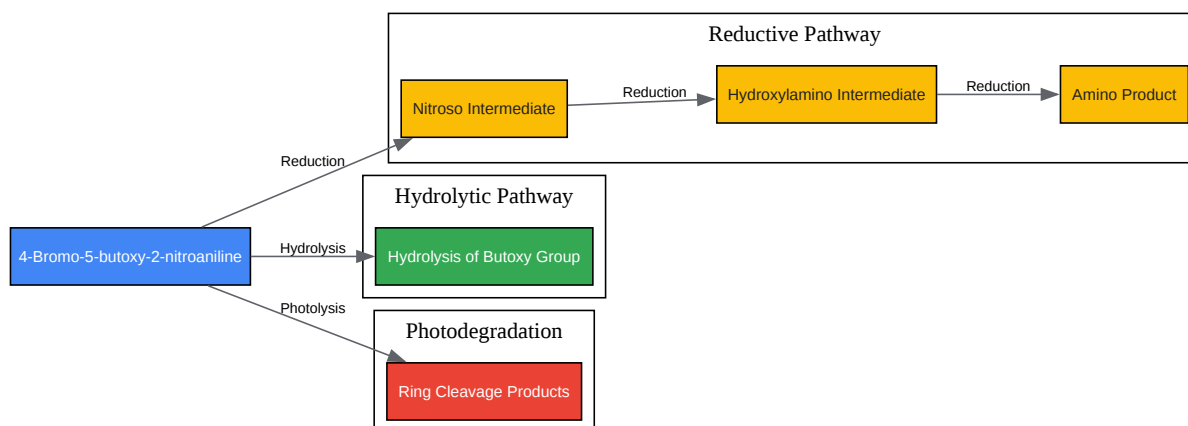 Reductive Pathway
Nitroso Intermediate
Reduction
Hydroxylamino Intermediate
Reduction
Amino Product
Reduction
Hydrolytic Pathway
4-Bromo-5-butoxy-2-nitroaniline
Hydrolysis
Hydrolysis of Butoxy Group
Photolysis
Photodegradation
Ring Cleavage Products